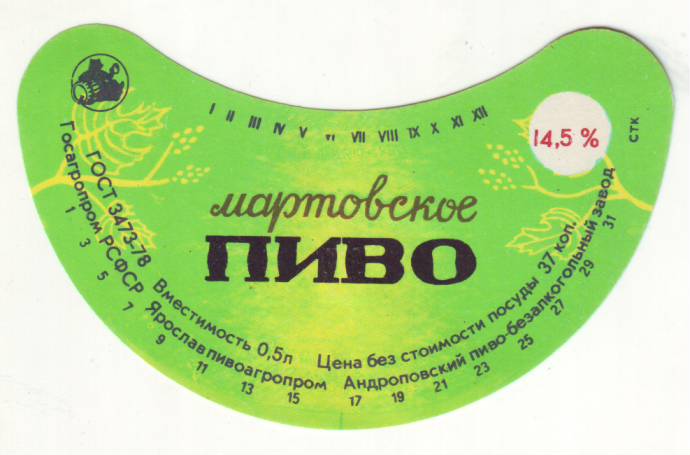 I II III IV V VI VII VIII IX X XI XII
14,5 %
СТК
мартовское
ПИВО
ГОСТ 3473-78 Вместимость 0,5л Цена без стоимости посуды 37 коп.
Госагропром РСФСР Ярославпивоагропром Андроповский пиво-безалкогольный завод
1 3 5 7 9 11 13 15 17 19 21 23 25 27 29 31